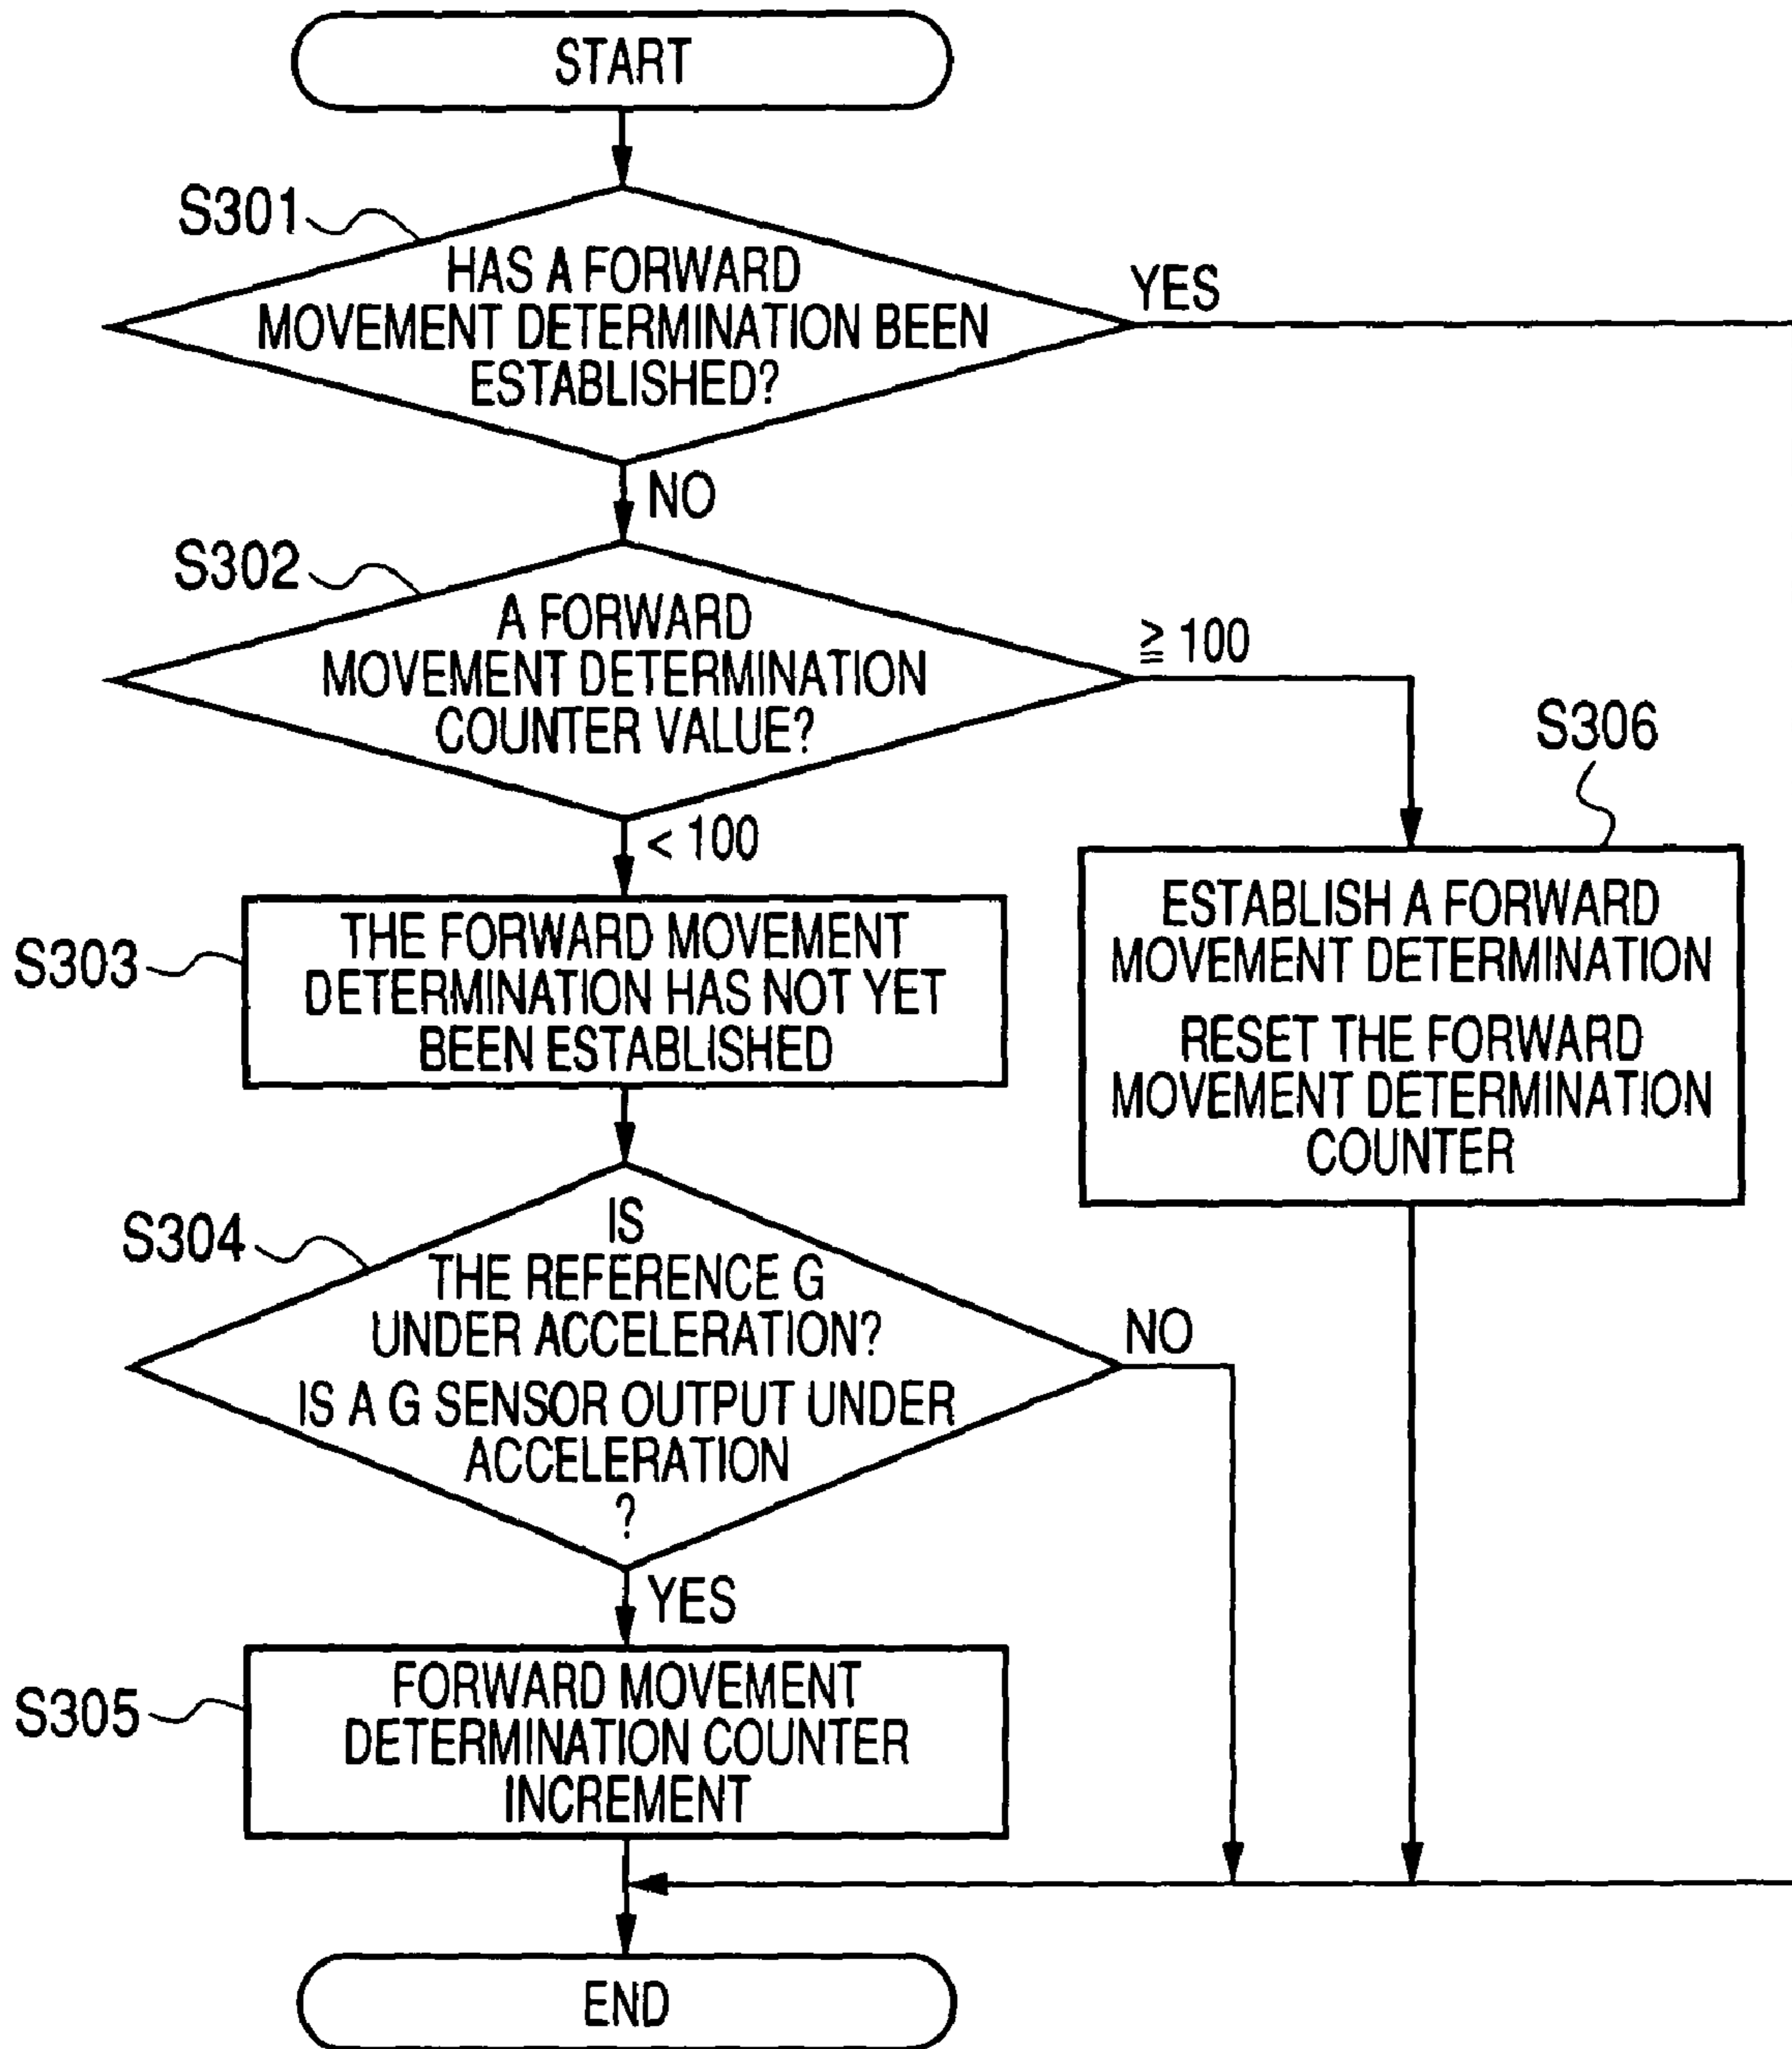 START
S301
HAS A FORWARD
MOVEMENT DETERMINATION BEEN
ESTABLISHED?
YES
NO
S302
A FORWARD
MOVEMENT DETERMINATION
COUNTER VALUE?
≧ 100
< 100
S303
THE FORWARD MOVEMENT
DETERMINATION HAS NOT YET
BEEN ESTABLISHED
S306
ESTABLISH A FORWARD
MOVEMENT DETERMINATION
RESET THE FORWARD
MOVEMENT DETERMINATION
COUNTER
S304
IS
THE REFERENCE G
UNDER ACCELERATION?
IS A G SENSOR OUTPUT UNDER
ACCELERATION
?
NO
YES
S305
FORWARD MOVEMENT
DETERMINATION COUNTER
INCREMENT
END